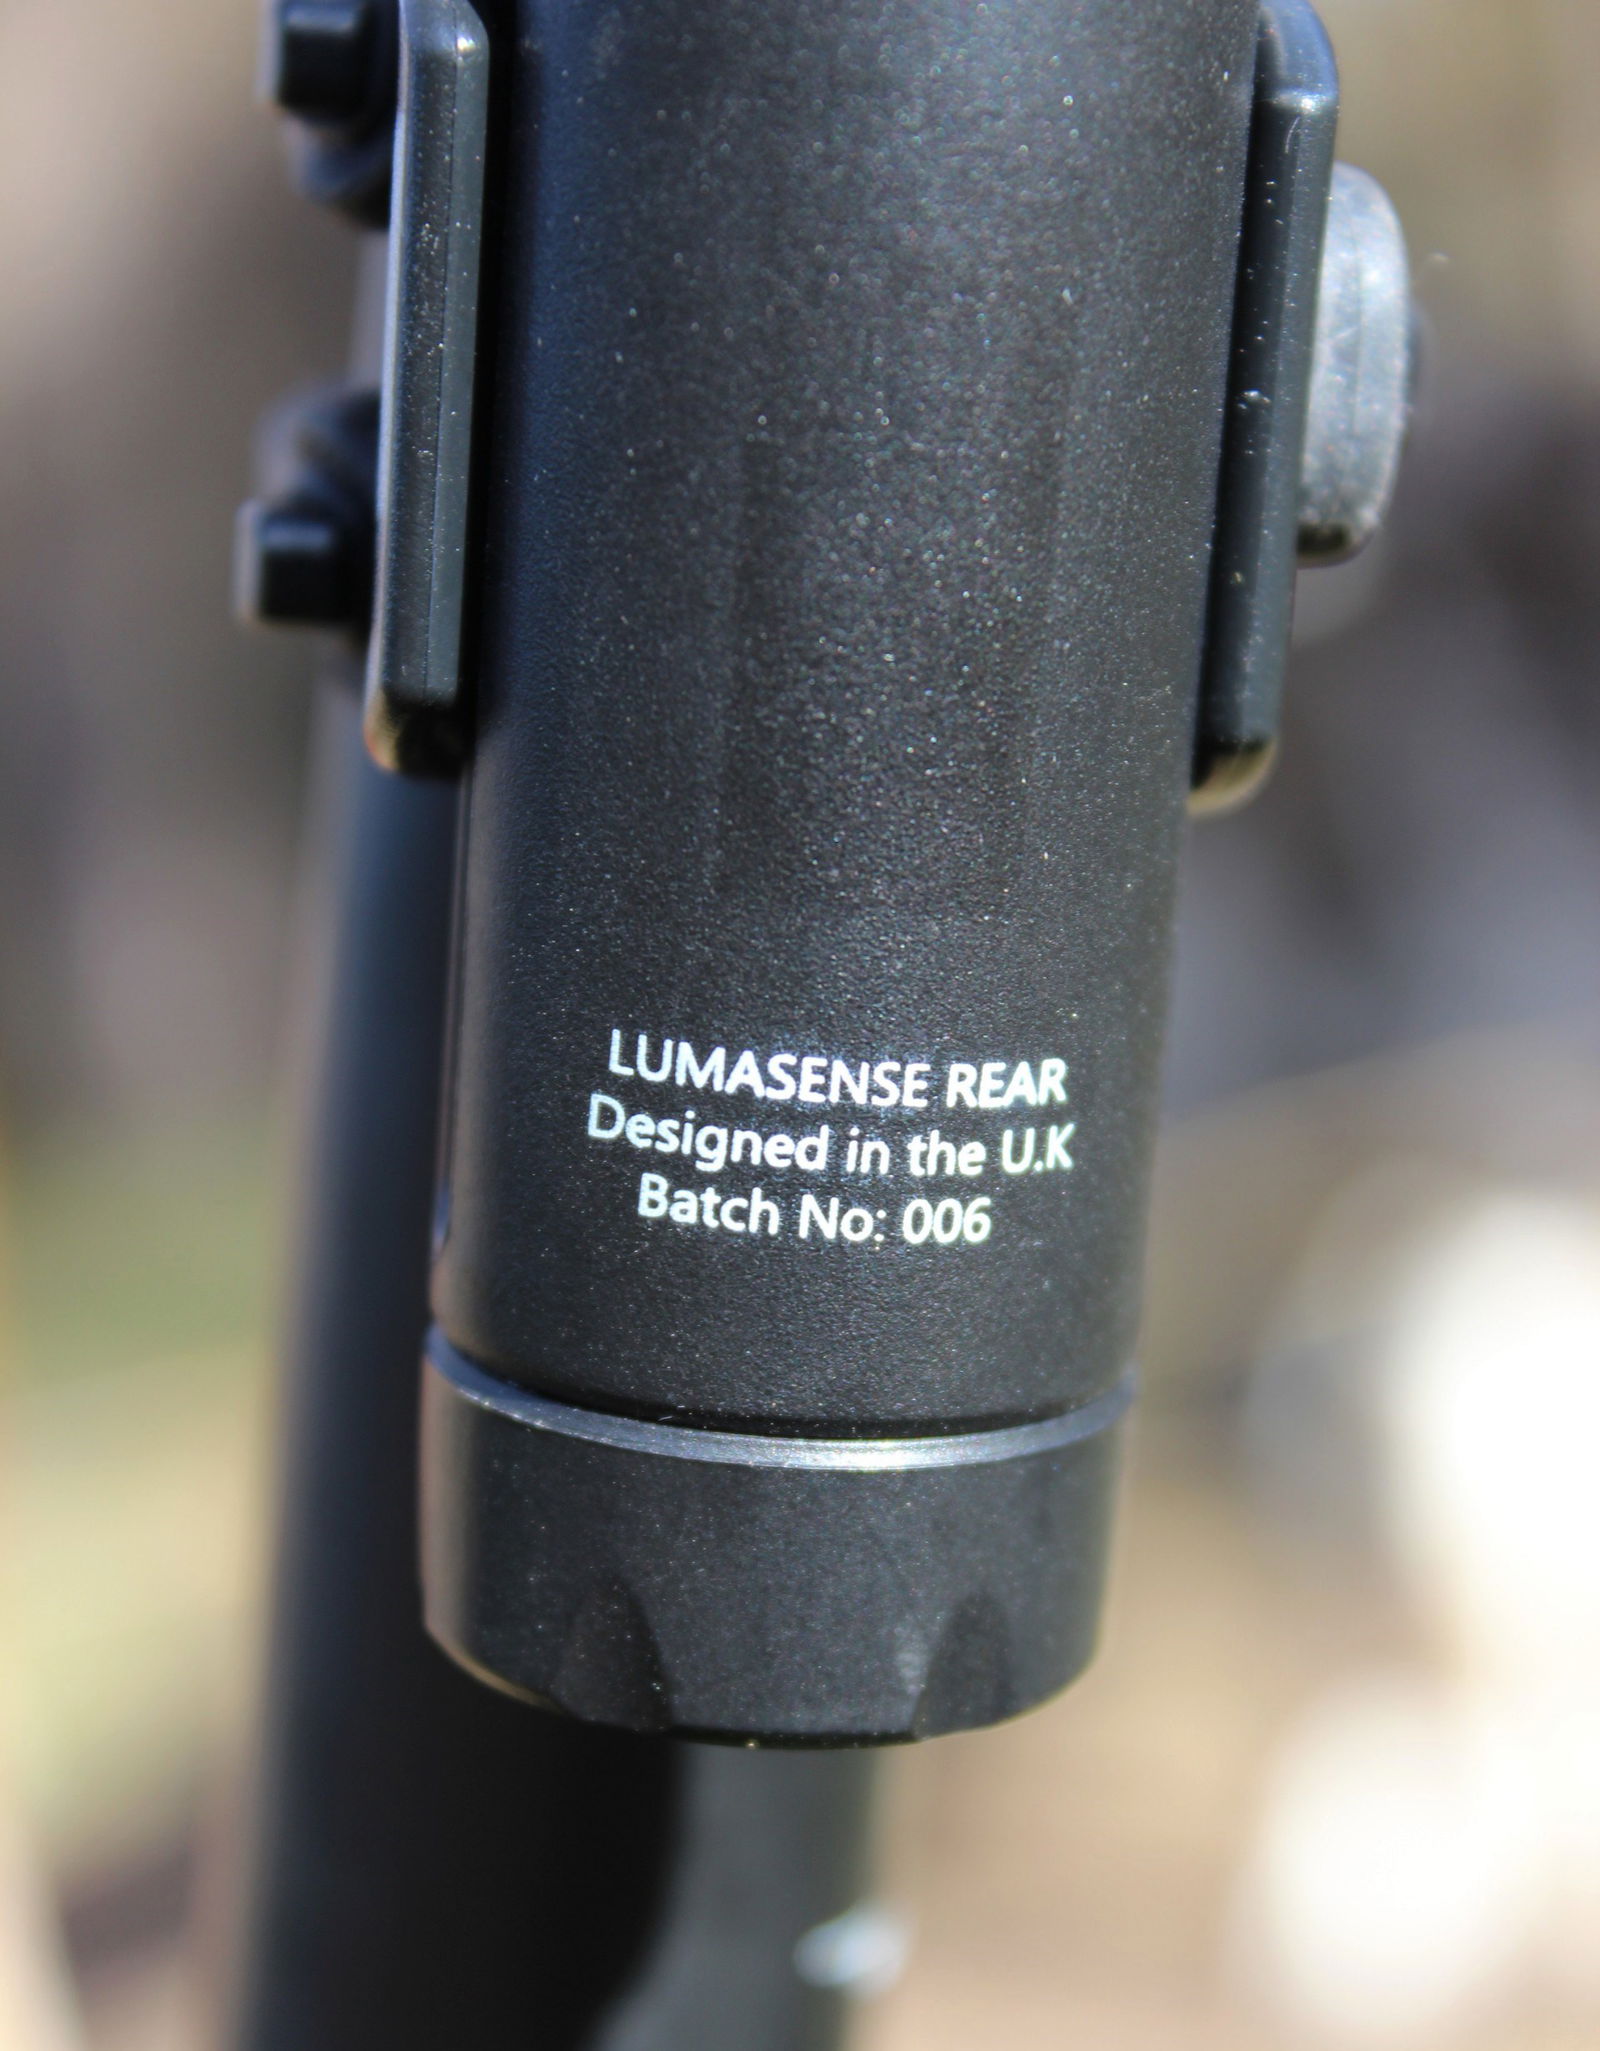 LUMASENSE REAR
Designed in the U.K
Batch No: 006